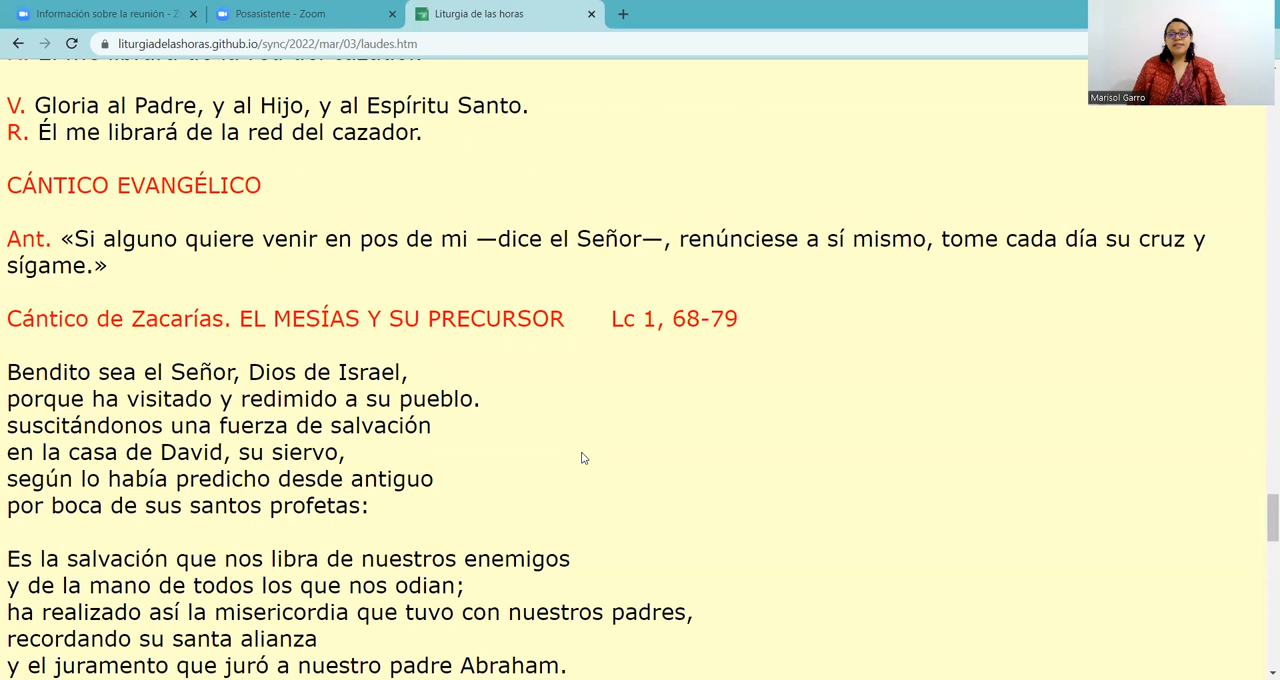 Información sobre la reunión - Z
Posasistente - Zoom
Liturgia de las horas
liturgiadelashoras.github.io/sync/2022/mar/03/laudes.htm
Marisol Garro
V. Gloria al Padre, y al Hijo, y al Espíritu Santo.
R. Él me librará de la red del cazador.
CÁNTICO EVANGÉLICO
Ant. «Si alguno quiere venir en pos de mi —dice el Señor—, renúnciese a sí mismo, tome cada día su cruz y
sígame.»
Cántico de Zacarías. EL MESÍAS Y SU PRECURSOR Lc 1, 68-79
Bendito sea el Señor, Dios de Israel,
porque ha visitado y redimido a su pueblo.
suscitándonos una fuerza de salvación
en la casa de David, su siervo,
según lo había predicho desde antiguo
por boca de sus santos profetas:
Es la salvación que nos libra de nuestros enemigos
y de la mano de todos los que nos odian;
ha realizado así la misericordia que tuvo con nuestros padres,
recordando su santa alianza
y el juramento que juró a nuestro padre Abraham.